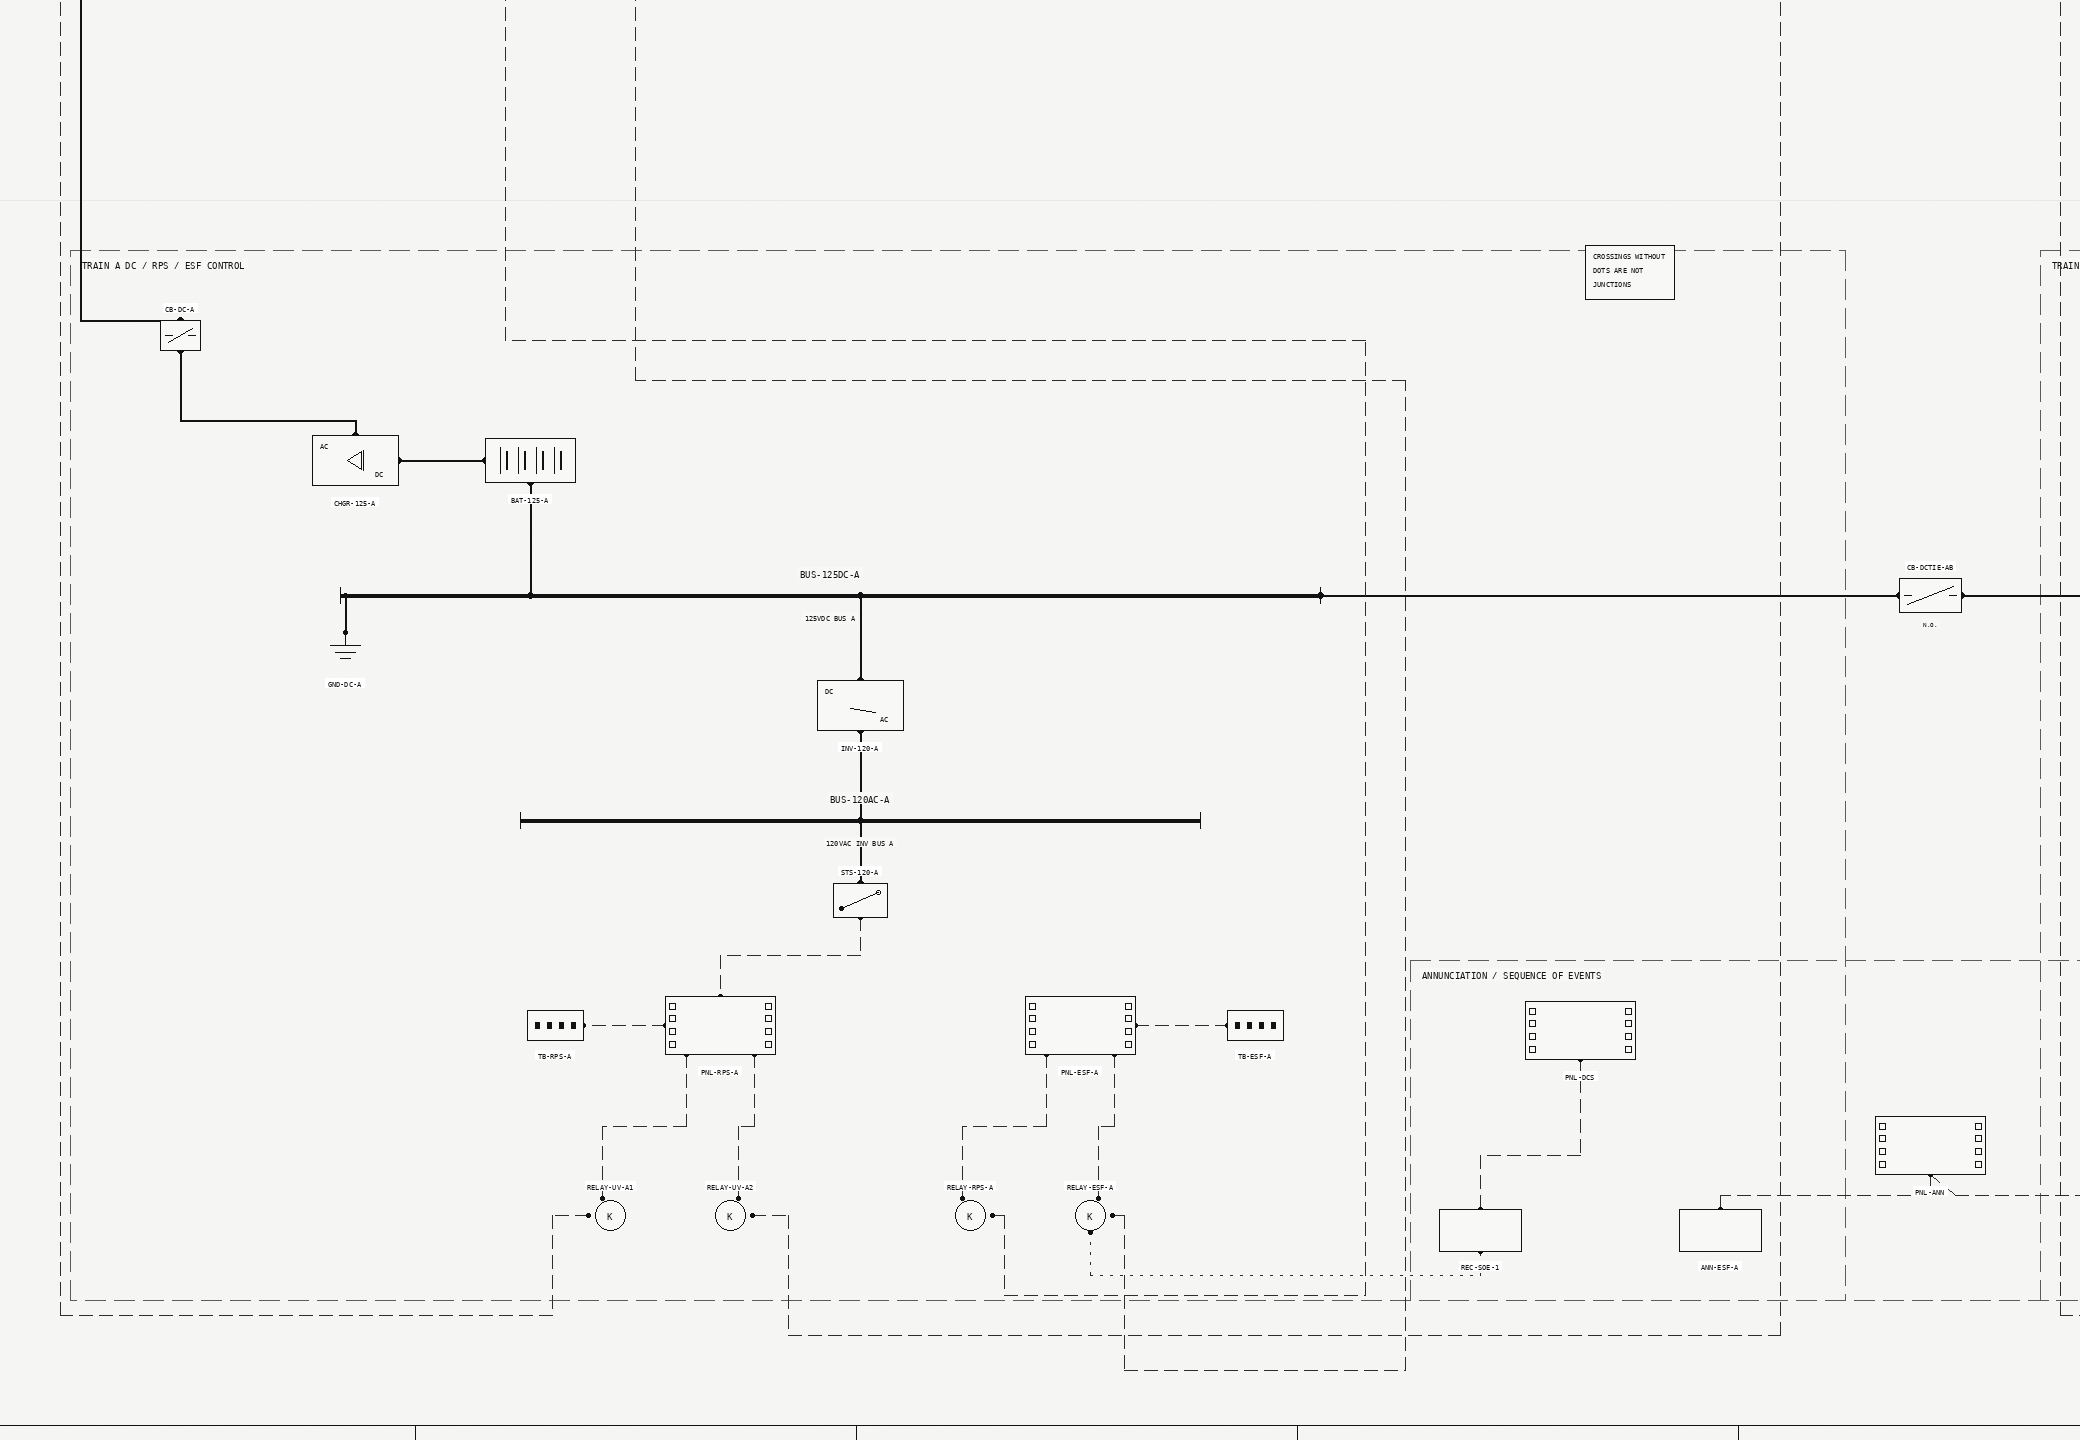 TRAIN A DC / RPS / ESF CONTROL
CROSSINGS WITHOUT
DOTS ARE NOT
JUNCTIONS
TRAIN
CB-DC-A
AC
DC
CHGR-125-A
BAT-125-A
BUS-125DC-A
125VDC BUS A
CB-DCTIE-AB
N.O.
GND-DC-A
DC
AC
INV-120-A
BUS-120AC-A
120VAC INV BUS A
STS-120-A
ANNUNCIATION / SEQUENCE OF EVENTS
TB-RPS-A
PNL-RPS-A
PNL-ESF-A
TB-ESF-A
PNL-DCS
RELAY-UV-A1
RELAY-UV-A2
RELAY-RPS-A
RELAY-ESF-A
PNL-ANN
K
K
K
K
REC-SOE-1
ANN-ESF-A